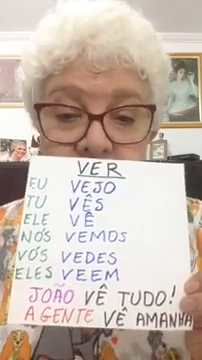 VER
EU VEJO
TU VÊS
ELE VÊ
NÓS VEMOS
VÓS VEDES
ELES VEEM
JOÃO VÊ TUDO!
A GENTE VÊ AMANHÃ